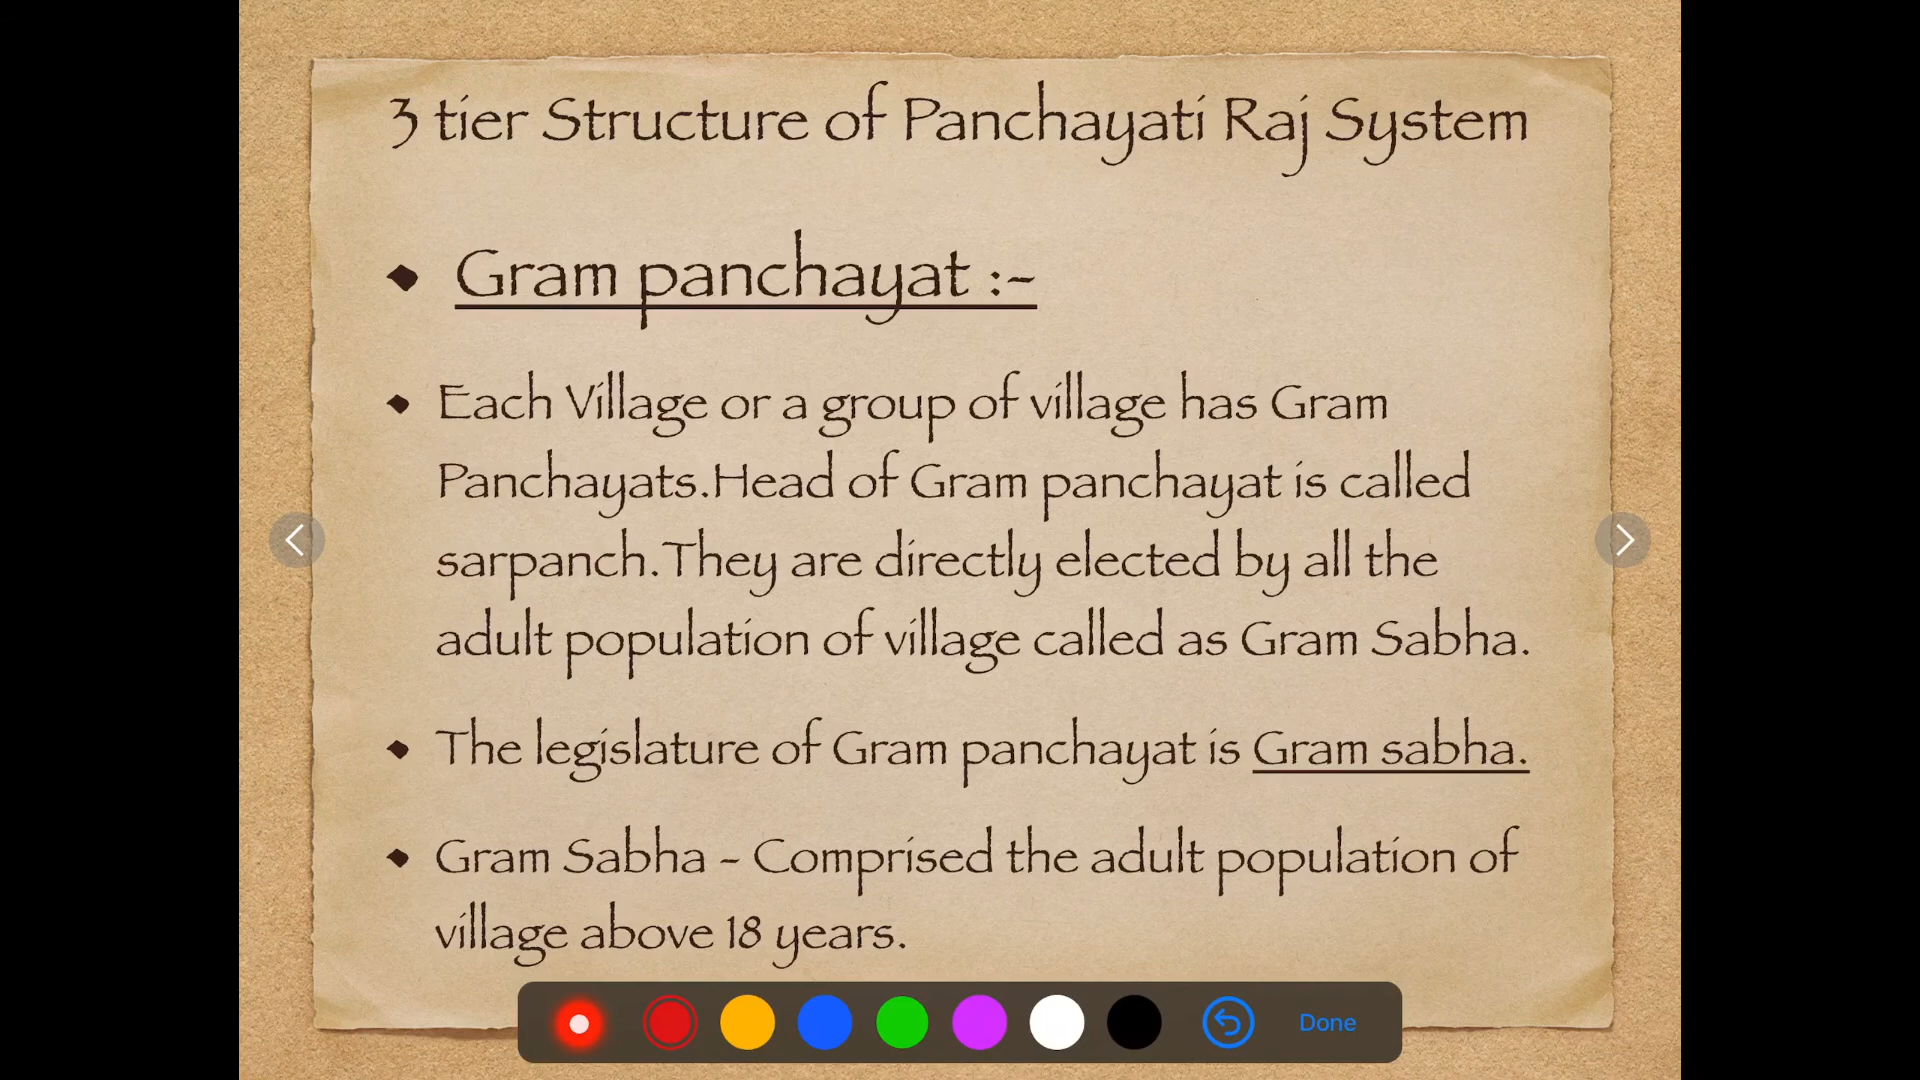 3 tier Structure of Panchayati Raj System
Gram panchayat :-
Each Village or a group of village has Gram
Panchayats.Head of Gram panchayat is called
sarpanch.They are directly elected by all the
adult population of village called as Gram Sabha.
The legislature of Gram panchayat is Gram sabha.
Gram Sabha - Comprised the adult population of
village above 18 years.
Done